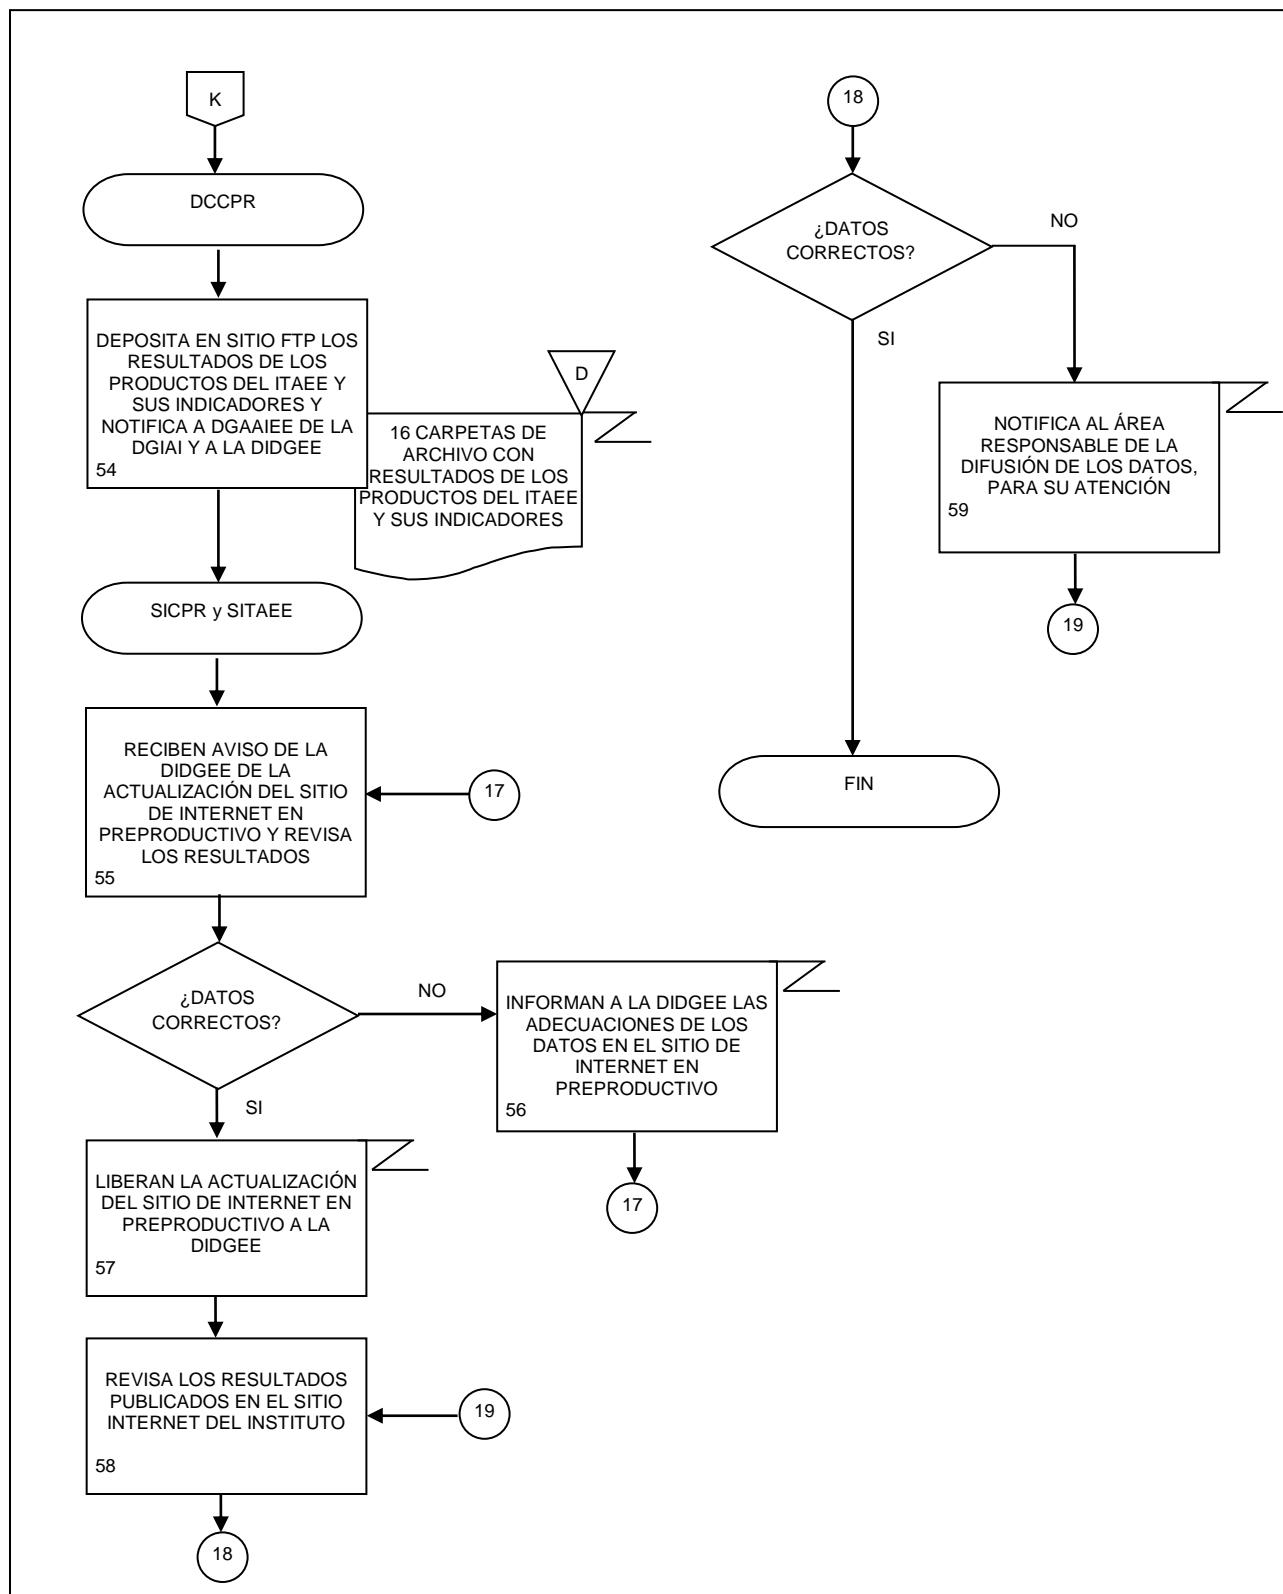 K
DCCPR
DEPOSITA EN SITIO FTP LOS
RESULTADOS DE LOS
PRODUCTOS DEL ITAEE Y
SUS INDICADORES Y
NOTIFICA A DGAAIEE DE LA
DGIAI Y A LA DIDGEE
54
D
16 CARPETAS DE
ARCHIVO CON
RESULTADOS DE LOS
PRODUCTOS DEL ITAEE
Y SUS INDICADORES
SICPR y SITAEE
RECIBEN AVISO DE LA
DIDGEE DE LA
ACTUALIZACIÓN DEL SITIO
DE INTERNET EN
PREPRODUCTIVO Y REVISA
LOS RESULTADOS
55
17
¿DATOS
CORRECTOS?
NO
SI
INFORMAN A LA DIDGEE LAS
ADECUACIONES DE LOS
DATOS EN EL SITIO DE
INTERNET EN
PREPRODUCTIVO
56
17
LIBERAN LA ACTUALIZACIÓN
DEL SITIO DE INTERNET EN
PREPRODUCTIVO A LA
DIDGEE
57
REVISA LOS RESULTADOS
PUBLICADOS EN EL SITIO
INTERNET DEL INSTITUTO
58
19
18
18
¿DATOS
CORRECTOS?
NO
SI
NOTIFICA AL ÁREA
RESPONSABLE DE LA
DIFUSIÓN DE LOS DATOS,
PARA SU ATENCIÓN
59
19
FIN